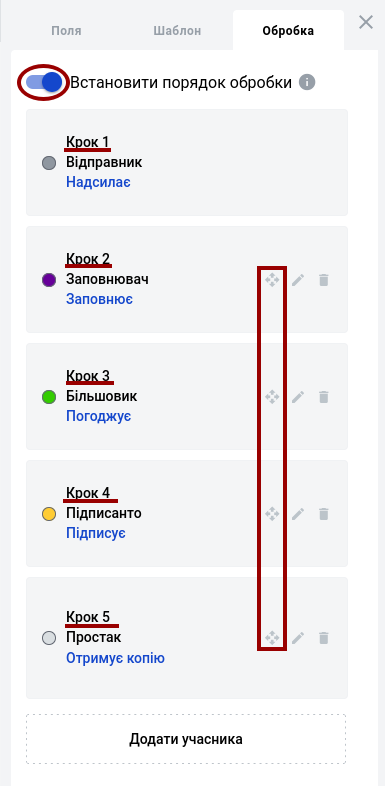 Поля Шаблон Обробка
Встановити порядок обробки
Крок 1
Відправник
Надсилає
Крок 2
Заповнювач
Заповнює
Крок 3
Більшовик
Погоджує
Крок 4
Підписанто
Підписує
Крок 5
Простак
Отримує копію
Додати учасника